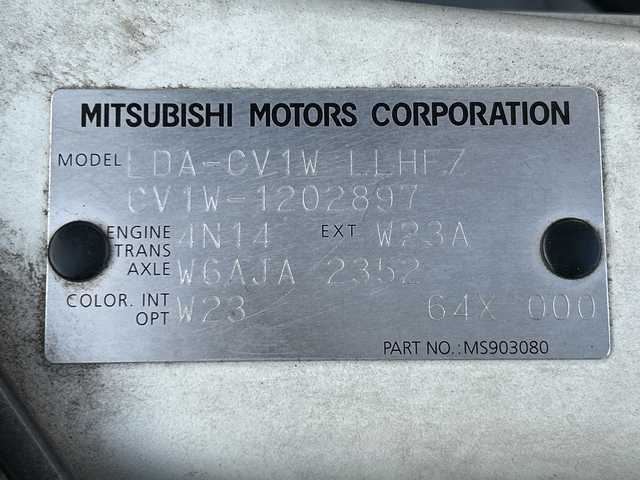 MITSUBISHI MOTORS CORPORATION
MODEL LDA-CV1W LLHFZ
CV1W-1202897
ENGINE 4N14 EXT W23A
TRANS
AXLE W6AJA 2352
COLOR. INT W23 64X 000
OPT
PART NO.:MS903080